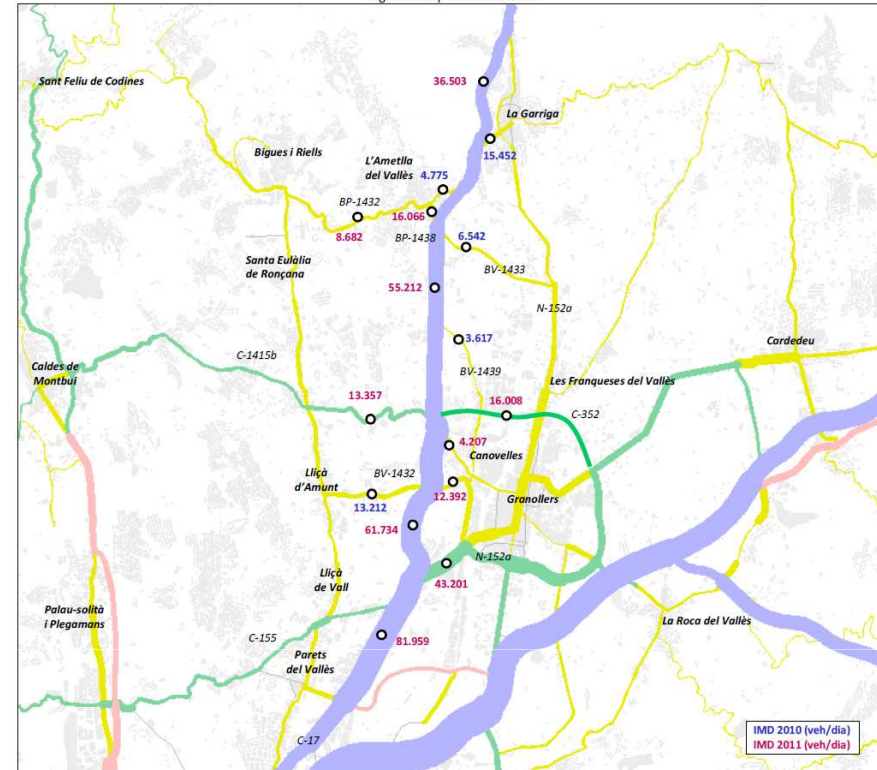 Sant Feliu de Codines
36.503
La Garriga
15.452
Bigues i Riells
L'Ametlla
del Vallès
4.775
BP-1432
16.066
8.682
BP-1438
6.542
Santa Eulàlia
de Ronçana
BV-1433
55.212
N-152a
3.617
Cardedeu
C-1415b
Caldes de
Montbui
BV-1439
Les Franqueses del Vallès
13.357
16.008
C-352
4.207
Canovelles
Lliçà
d'Amunt
BV-1432
12.392
Granollers
13.212
61.734
N-152a
Lliçà
de Vall
43.201
Palau-solità
i Plegamans
La Roca del Vallès
C-155
81.959
Parets
del Vallès
C-17
IMD 2010 (veh/dia)
IMD 2011 (veh/dia)